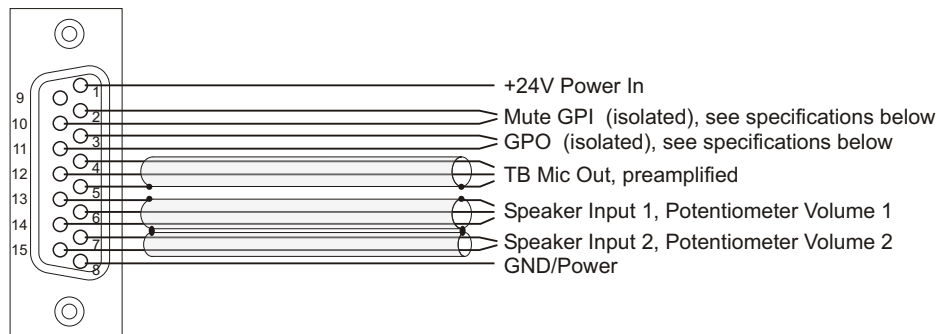 +24V Power In
Mute GPI (isolated), see specifications below
GPO (isolated), see specifications below
TB Mic Out, preamplified
Speaker Input 1, Potentiometer Volume 1
Speaker Input 2, Potentiometer Volume 2
GND/Power
1
9
2
10
3
11
4
12
5
13
6
14
7
15
8